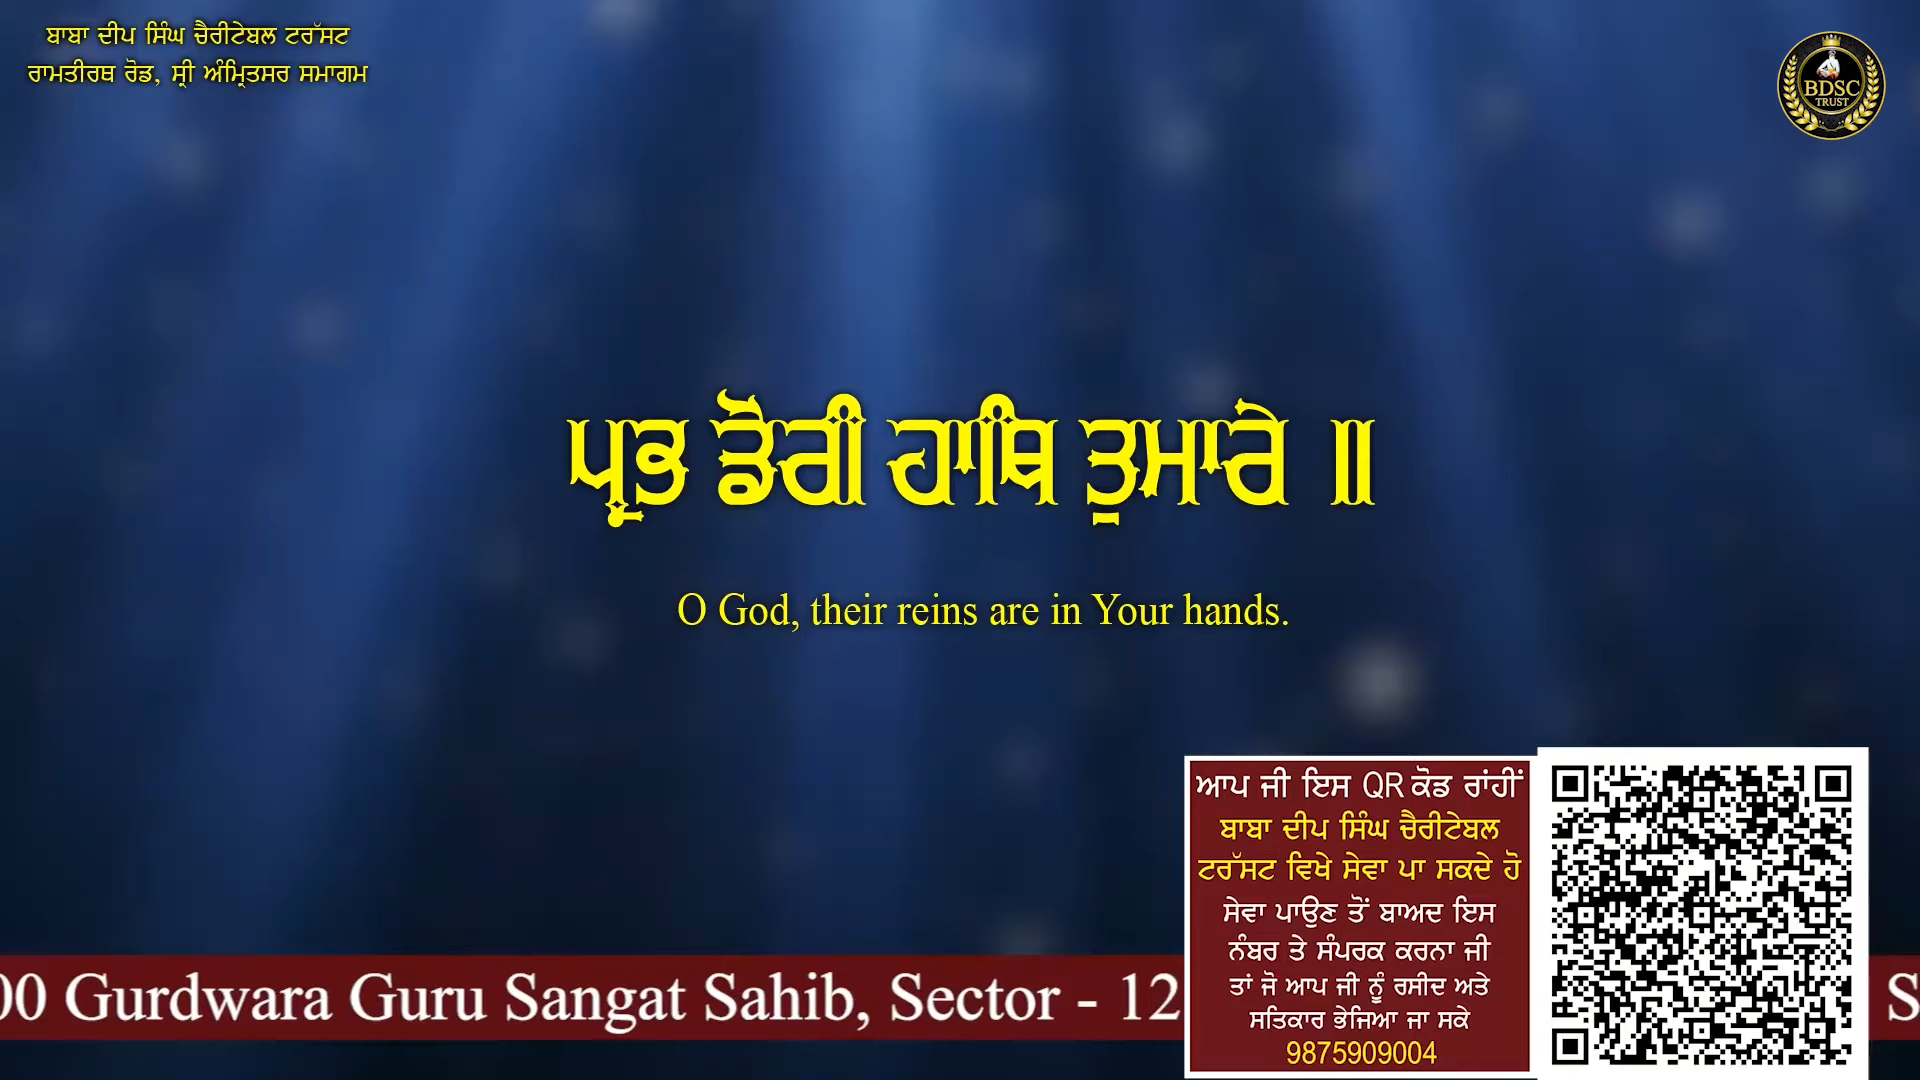 ਬਾਬਾ ਦੀਪ ਸਿੰਘ ਚੈਰੀਟੇਬਲ ਟਰੱਸਟ
ਰਾਮਤੀਰਥ ਰੋਡ, ਸ੍ਰੀ ਅੰਮ੍ਰਿਤਸਰ ਸਮਾਗਮ
BDSC
TRUST
ਪ੍ਰਭ ਡੋਰੀ ਹਾਥਿ ਤੁਮਾਰੇ ॥
O God, their reins are in Your hands.
ਆਪ ਜੀ ਇਸ QR ਕੋਡ ਰਾਂਹੀਂ
ਬਾਬਾ ਦੀਪ ਸਿੰਘ ਚੈਰੀਟੇਬਲ
ਟਰੱਸਟ ਵਿਖੇ ਸੇਵਾ ਪਾ ਸਕਦੇ ਹੋ
ਸੇਵਾ ਪਾਉਣ ਤੋਂ ਬਾਅਦ ਇਸ
ਨੰਬਰ ਤੇ ਸੰਪਰਕ ਕਰਨਾ ਜੀ
ਤਾਂ ਜੋ ਆਪ ਜੀ ਨੂੰ ਰਸੀਦ ਅਤੇ
ਸਤਿਕਾਰ ਭੇਜਿਆ ਜਾ ਸਕੇ
9875909004
00 Gurdwara Guru Sangat Sahib, Sector - 12 S